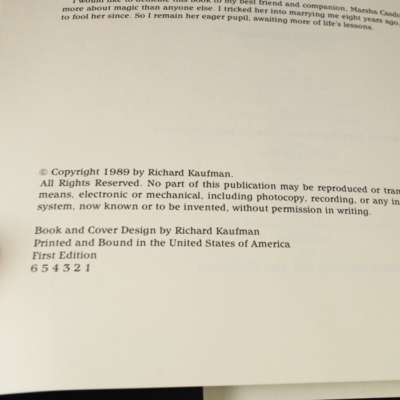 I would like to dedicate this book to my best friend and companion, Marsha
more about magic than anyone else. I tricked her into marrying me eight years ago,
to fool her since. So I remain her eager pupil, awaiting more of life's lessons.
© Copyright 1989 by Richard Kaufman.
All Rights Reserved. No part of this publication may be reproduced or tran
means, electronic or mechanical, including photocopy, recording, or any in
system, now known or to be invented, without permission in writing.
Book and Cover Design by Richard Kaufman
Printed and Bound in the United States of America
First Edition
6 5 4 3 2 1